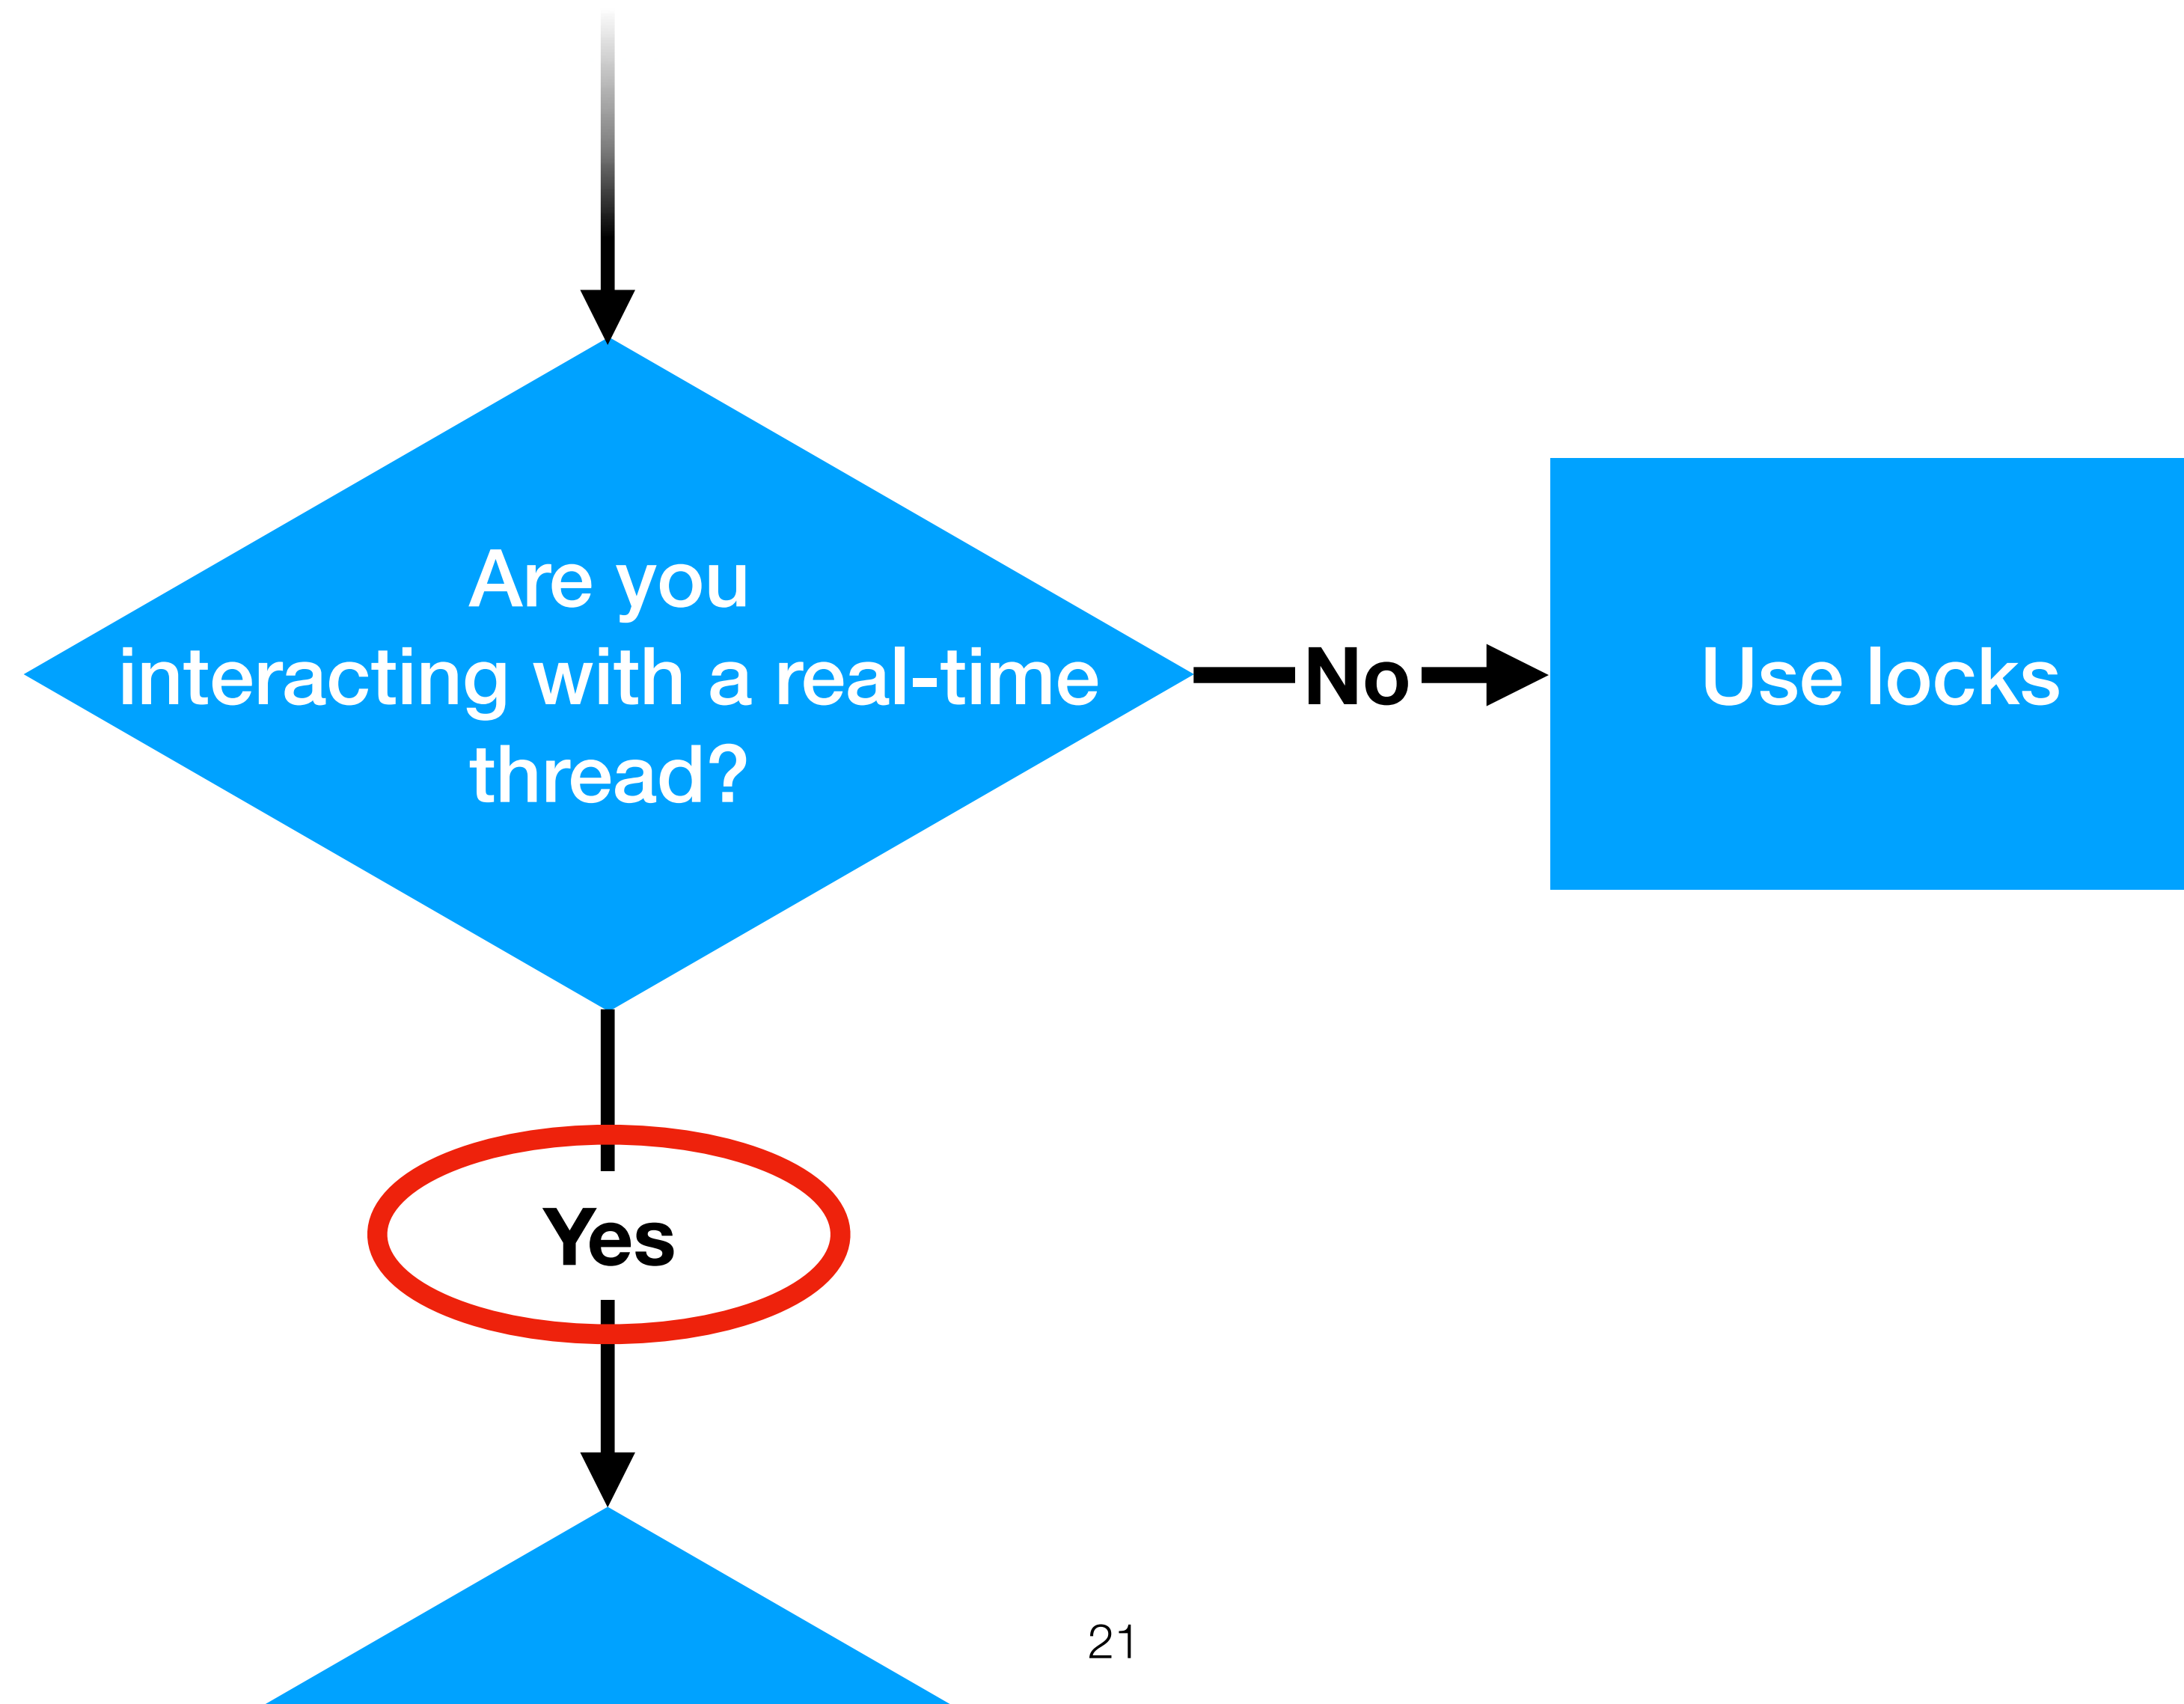 Are you
interacting with a real-time
thread?
No
Use locks
Yes
21